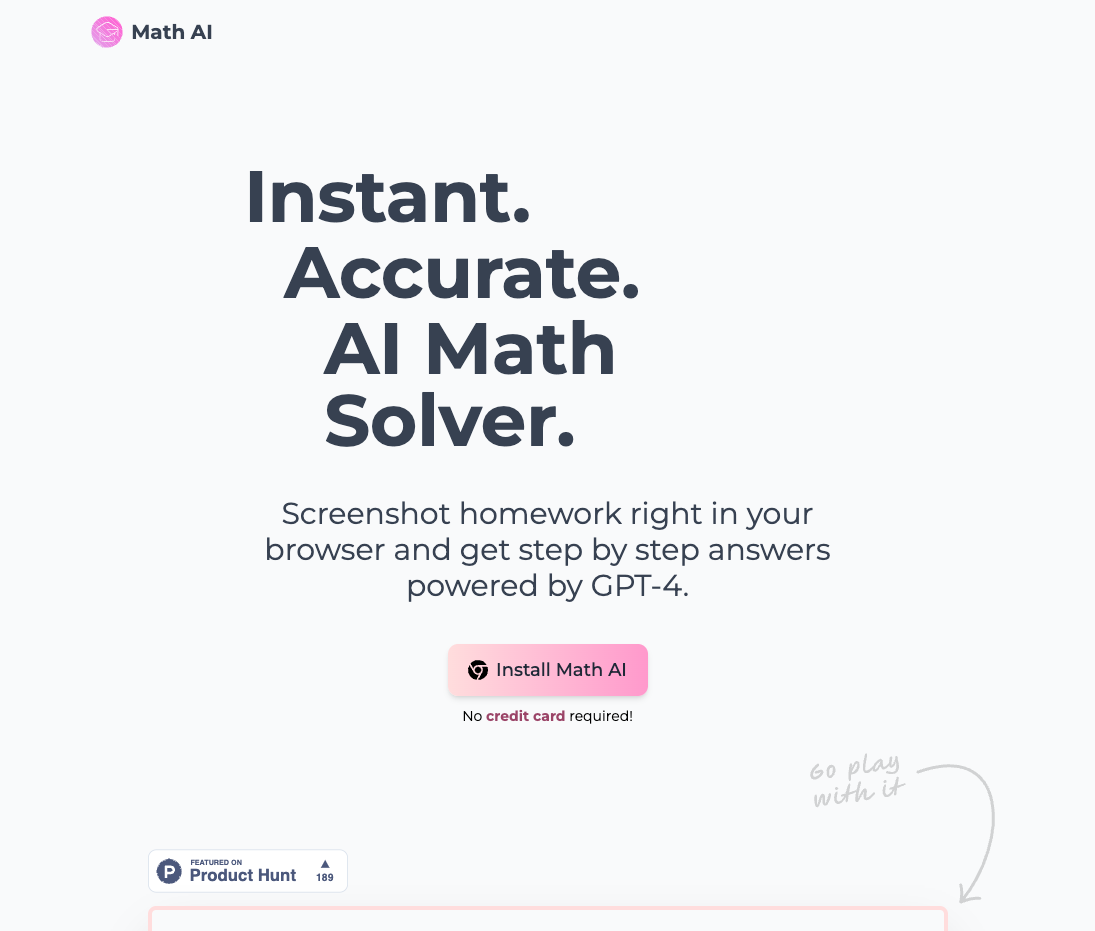 Math AI
Instant.
Accurate.
AI Math
Solver.
Screenshot homework right in your
browser and get step by step answers
powered by GPT-4.
Install Math AI
No credit card required!
Go play
with it
P
FEATURED ON
Product Hunt
▲
189